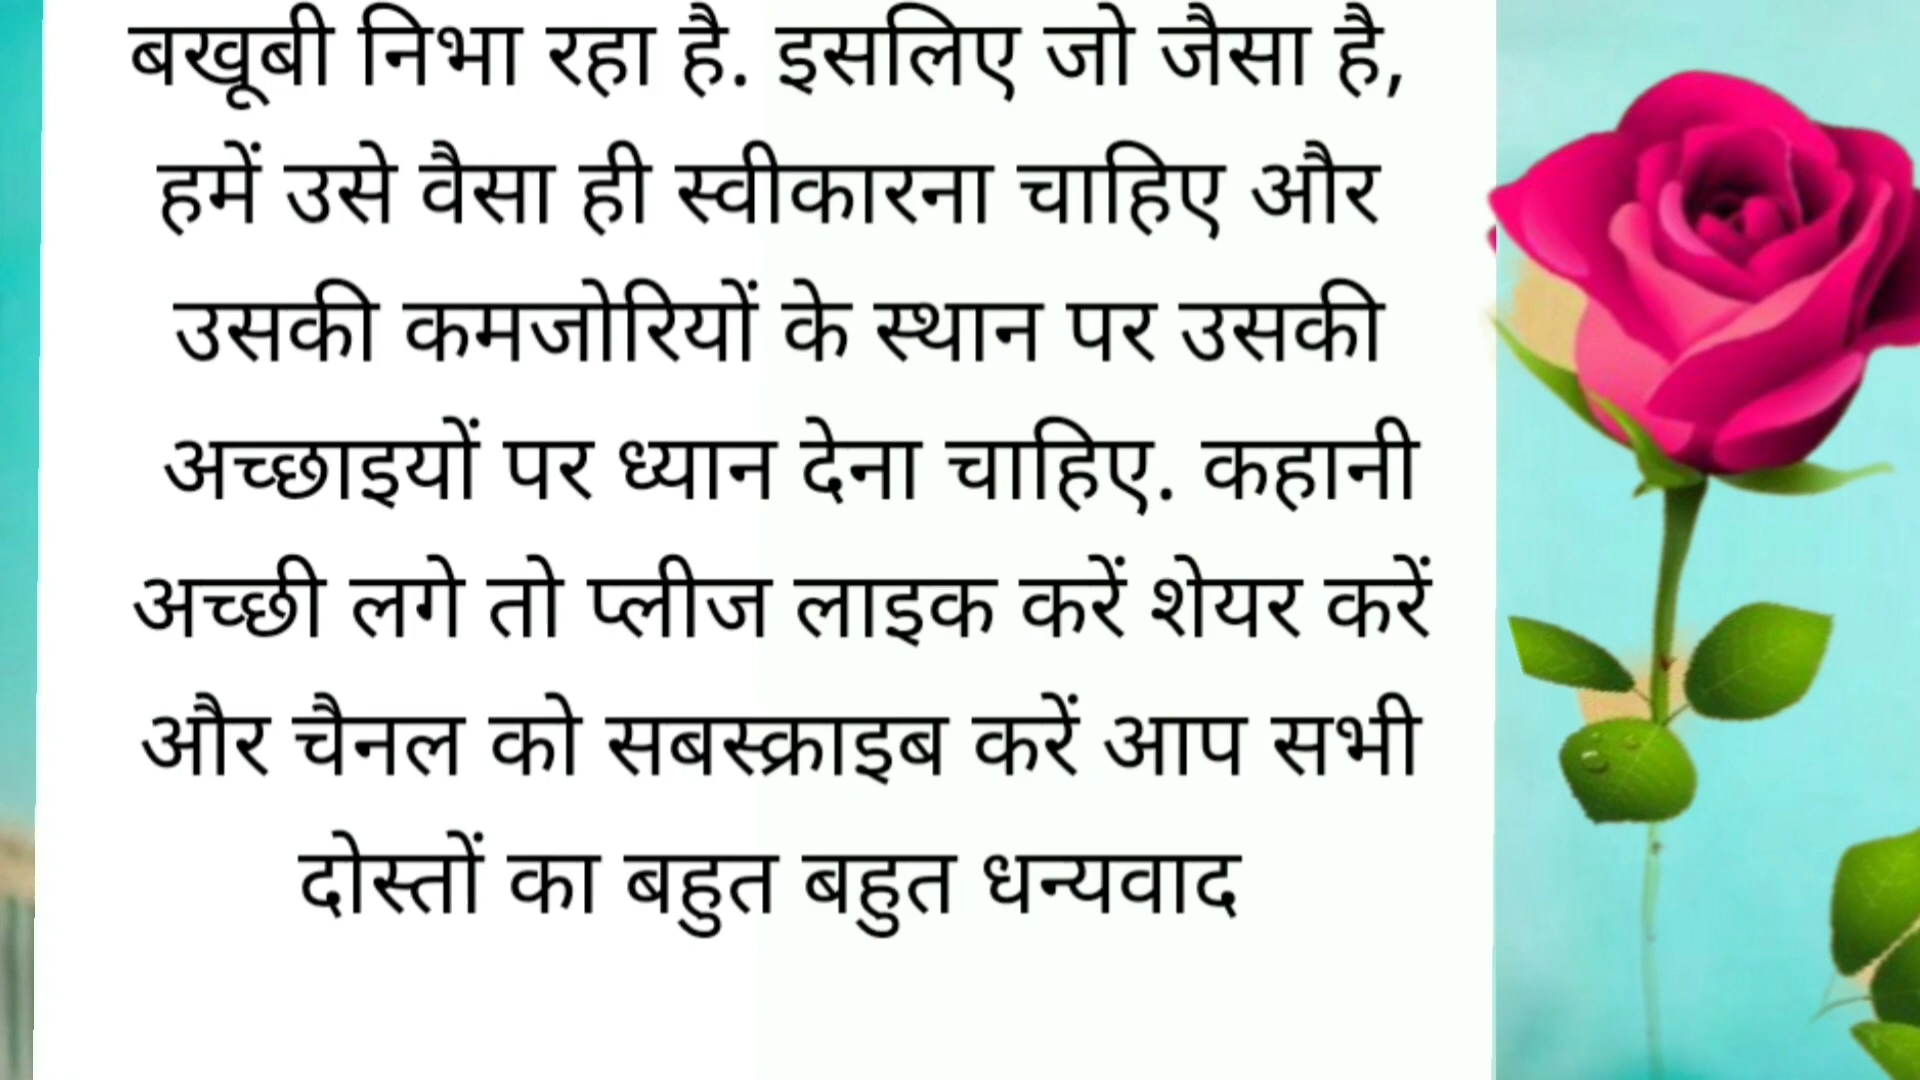 बखूबी निभा रहा है. इसलिए जो जैसा है,
हमें उसे वैसा ही स्वीकारना चाहिए और
उसकी कमजोरियों के स्थान पर उसकी
अच्छाइयों पर ध्यान देना चाहिए. कहानी
अच्छी लगे तो प्लीज लाइक करें शेयर करें
और चैनल को सबस्क्राइब करें आप सभी
दोस्तों का बहुत बहुत धन्यवाद